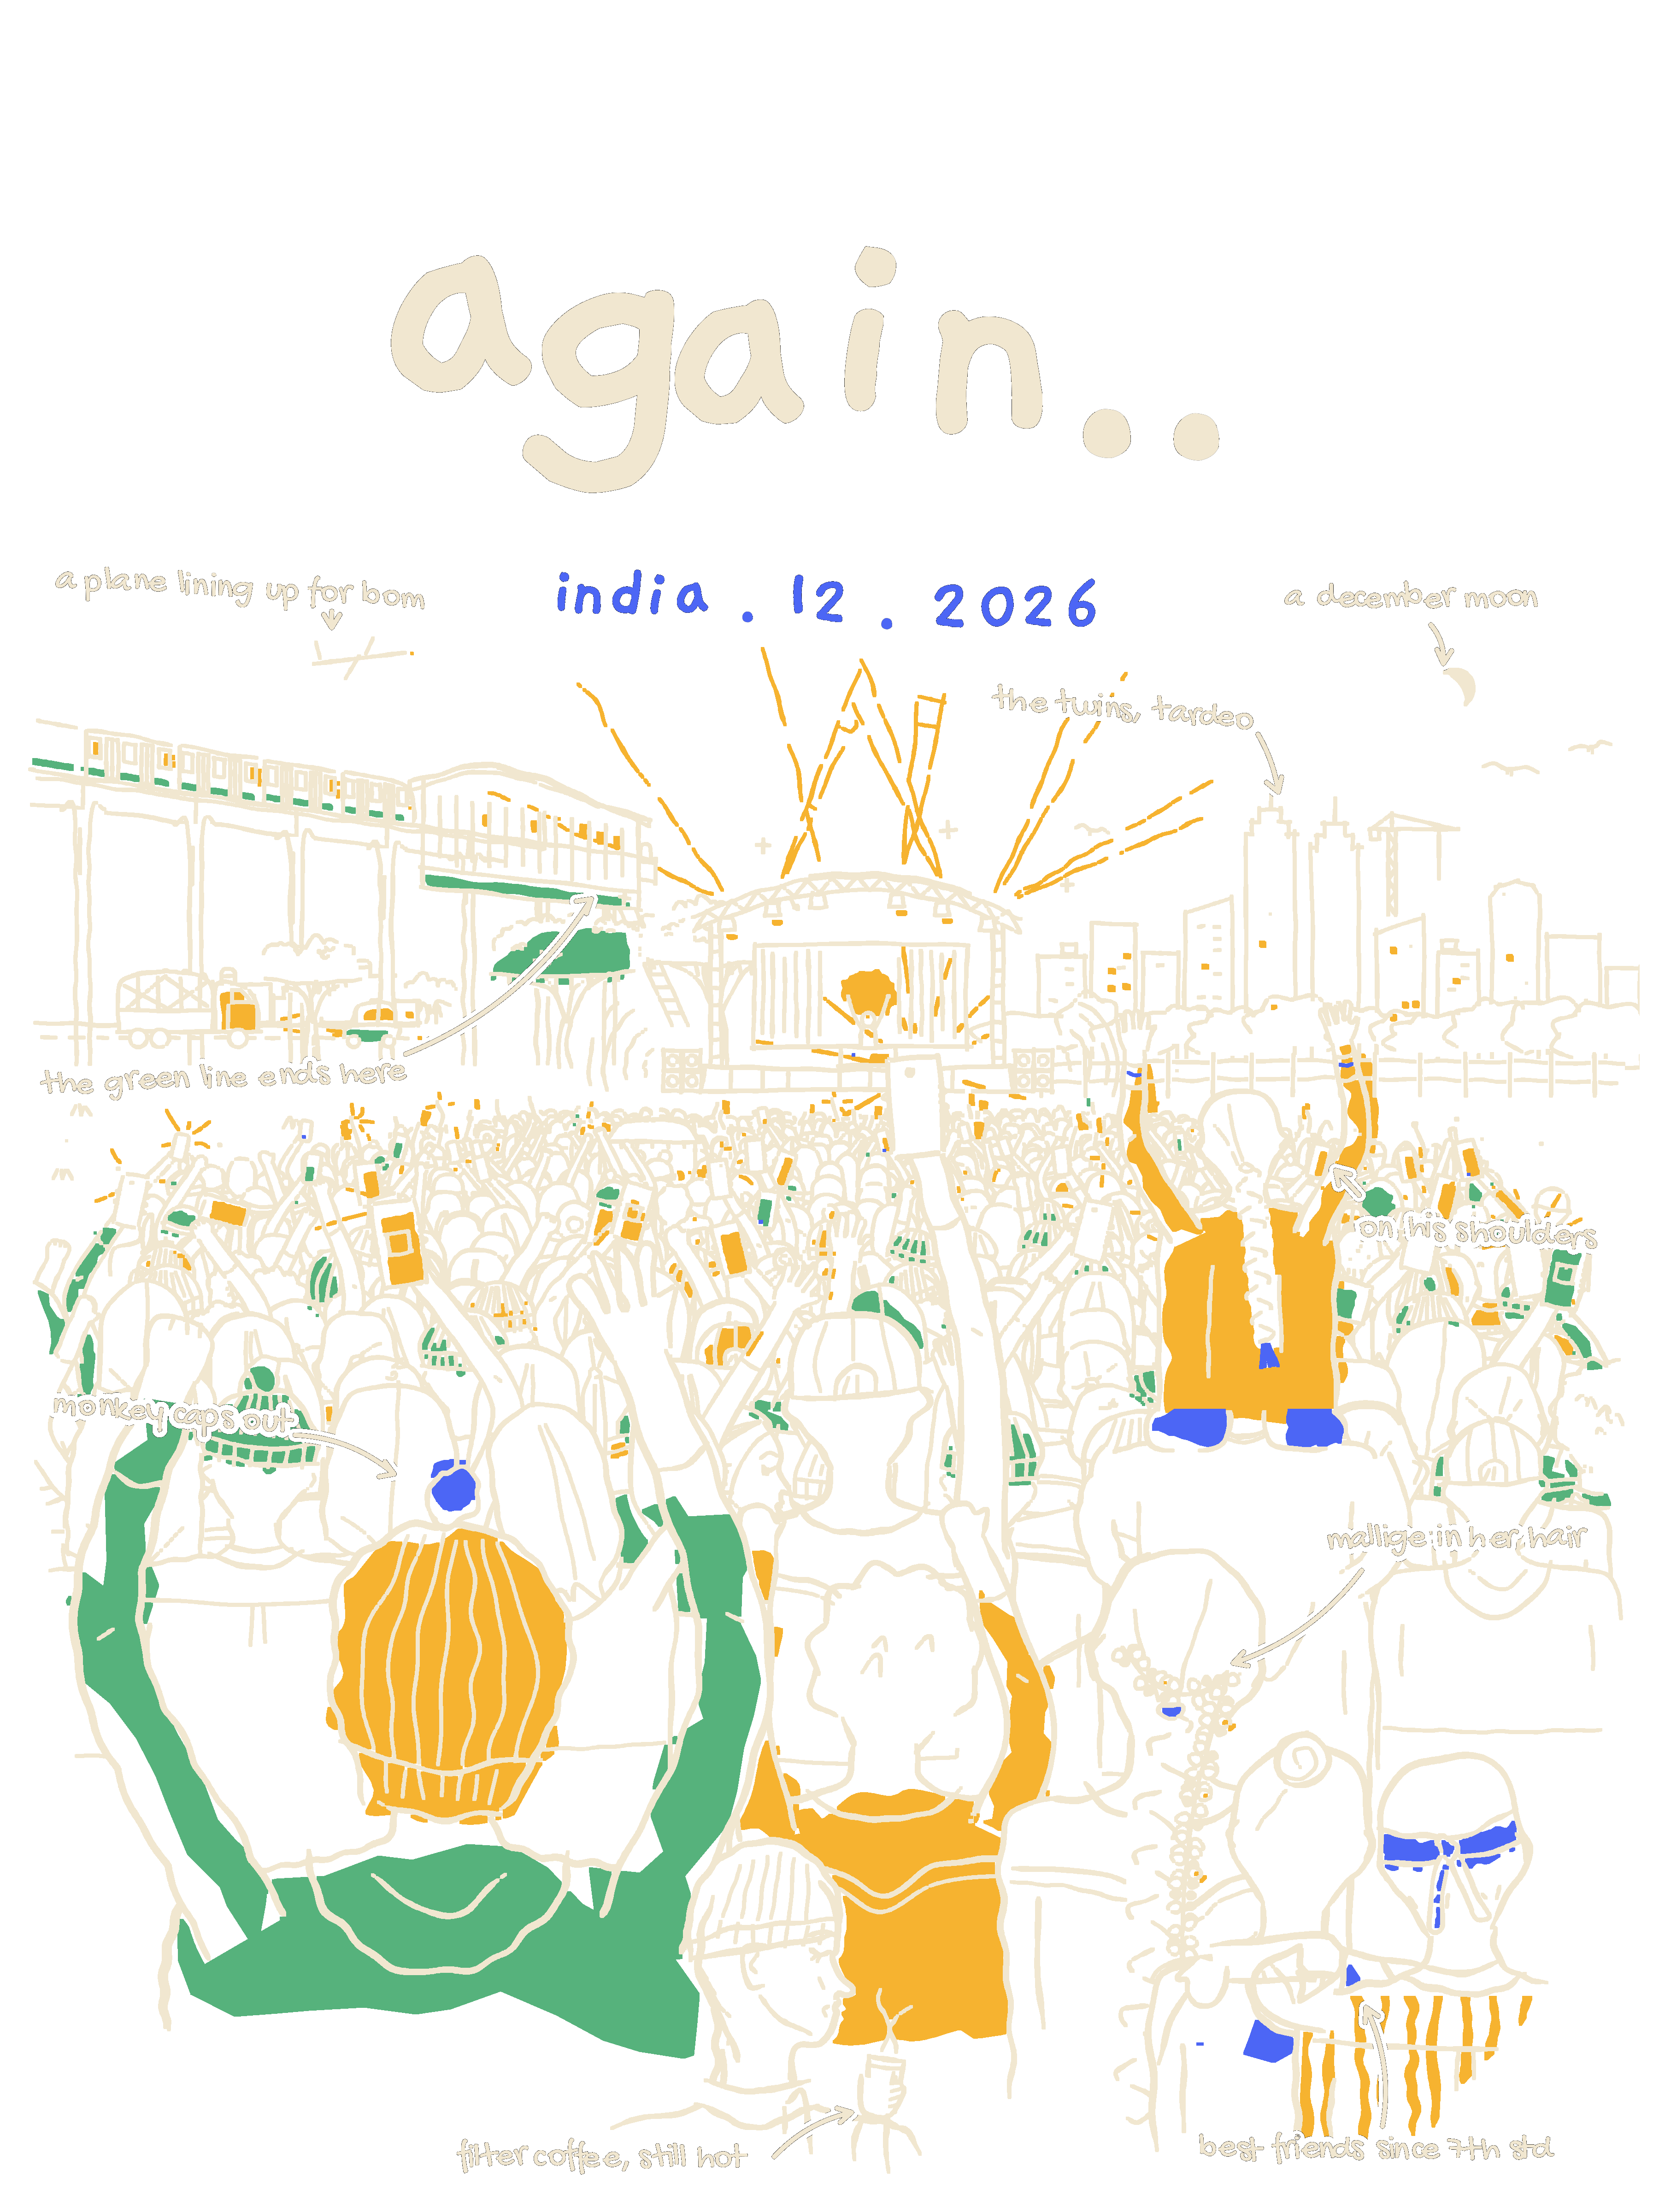 again..
india . 12 . 2026
a plane lining up for bom
a december moon
the twins, tardeo
the green line ends here
on his shoulders
monkey caps out
mallige in her hair
filter coffee, still hot
best friends since 7th std